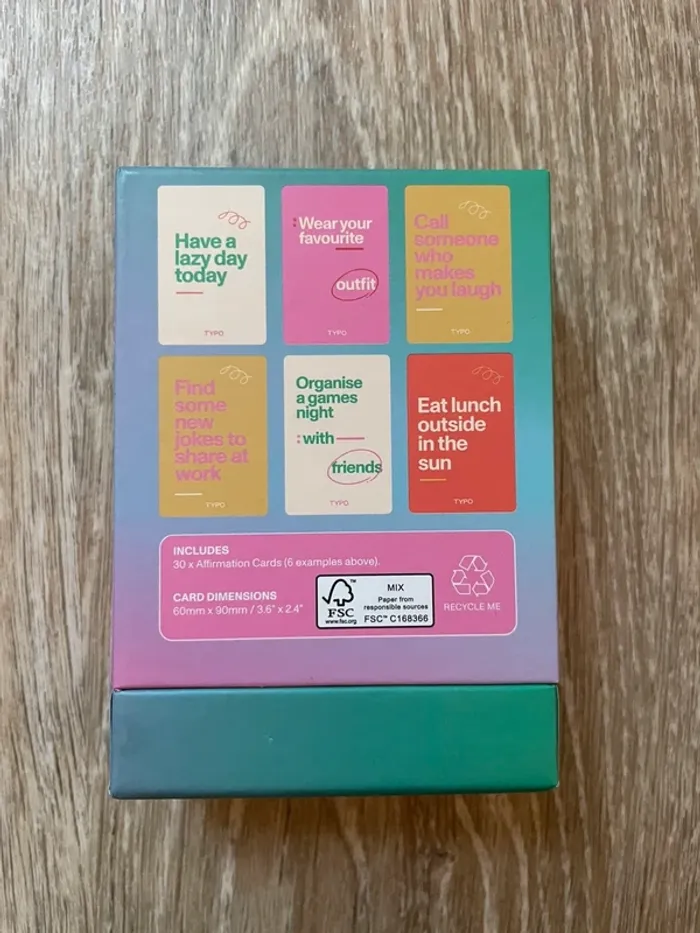 Have a
lazy day
today
TYPO
Wear your
favourite
outfit
TYPO
Call
someone
who
makes
you laugh
TYPO
Find
some
new
jokes to
share at
work
TYPO
Organise
a games
night
: with
friends
TYPO
Eat lunch
outside
in the
sun
TYPO
INCLUDES
30 x Affirmation Cards (6 examples above).
CARD DIMENSIONS
60mm x 90mm / 3.6" x 2.4"
FSC
www.fsc.org
MIX
Paper from
responsible sources
FSC™ C168366
RECYCLE ME